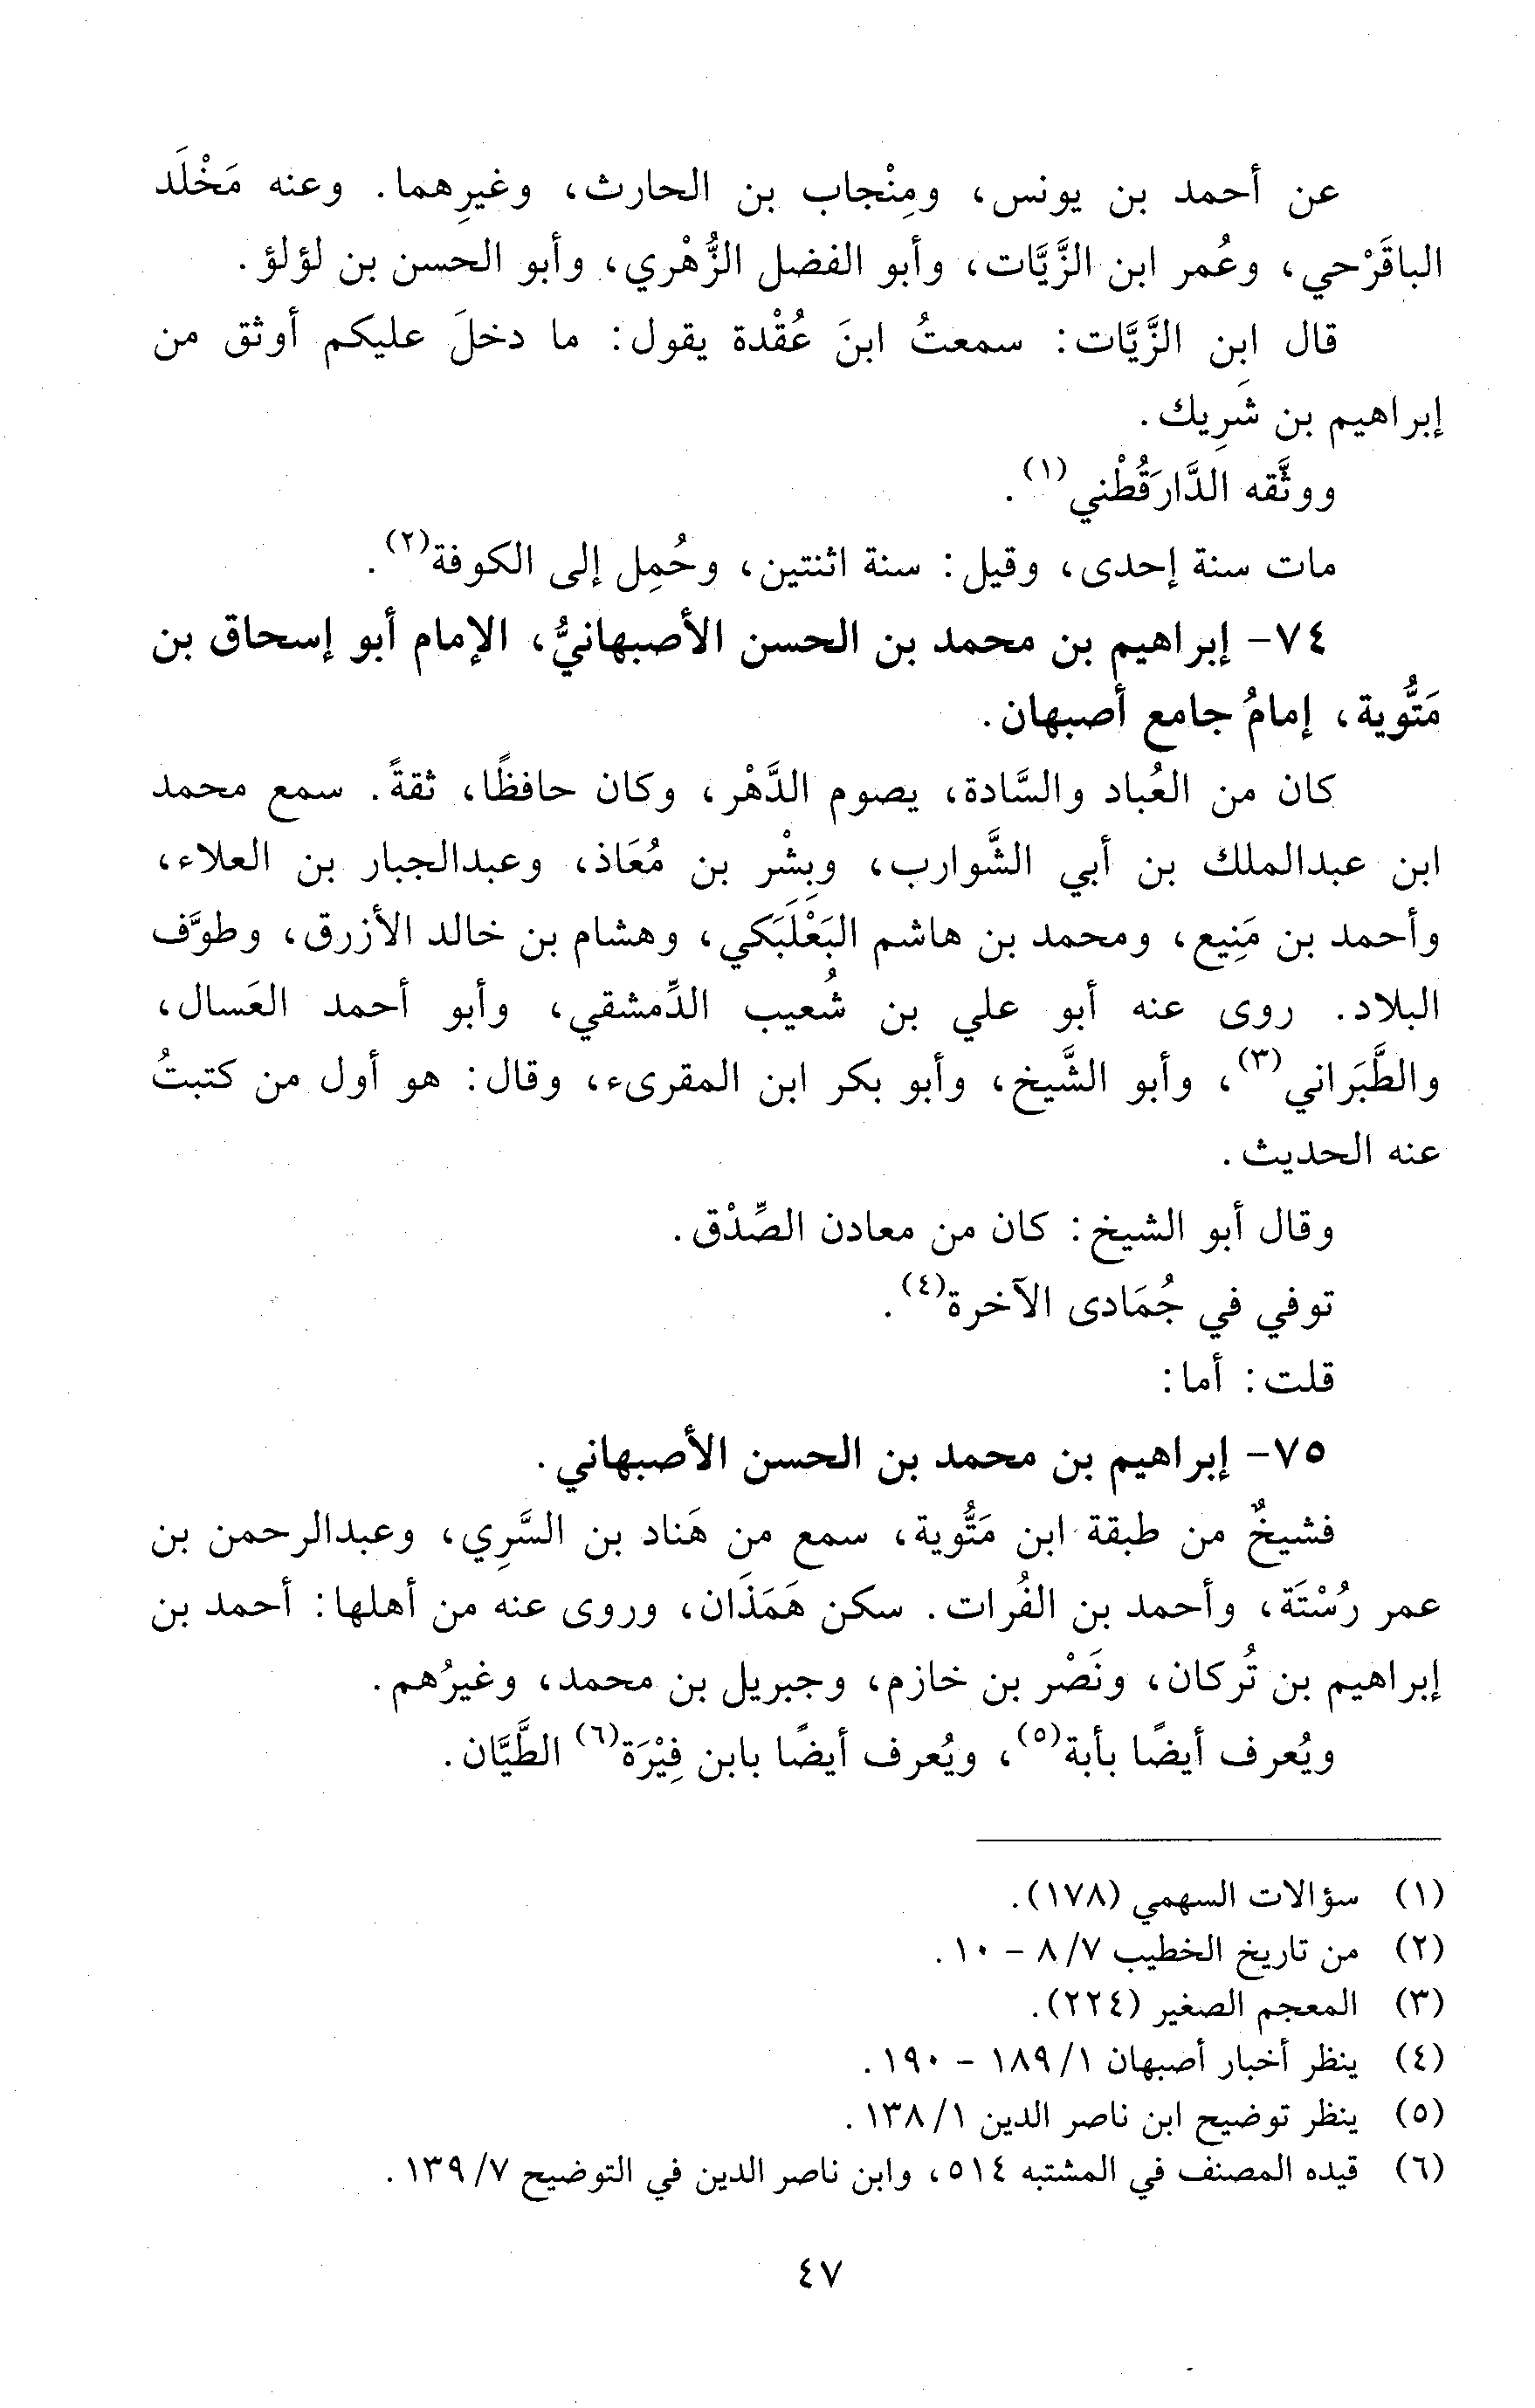 عن أحمد بن يونس، ومِنْجاب بن الحارث، وغيرِهما. وعنه مَخْلَد
الباقَرْحي، وعُمر ابن الزَّيَّات، وأبو الفضل الزُّهْري، وأبو الحسن بن لؤلؤ.
قال ابن الزَّيَّات: سمعتُ ابنَ عُقْدة يقول: ما دخلَ عليكم أوثق من
إبراهيم بن شَرِيك.
ووثَّقه الدَّارَقُطْني(١).
مات سنة إحدى، وقيل: سنة اثنتين، وحُمِل إلى الكوفة(٢).
٧٤- إبراهيم بن محمد بن الحسن الأصبهانيُّ، الإمام أبو إسحاق بن
مَتُّوية، إمامُ جامع أصبهان.
كان من العُباد والسَّادة، يصوم الدَّهْر، وكان حافظًا، ثقةً. سمع محمد
ابن عبدالملك بن أبي الشَّوارب، وبِشْر بن مُعَاذ، وعبدالجبار بن العلاء،
وأحمد بن مَنِيع، ومحمد بن هاشم البَعْلَبَكي، وهشام بن خالد الأزرق، وطوَّف
البلاد. روى عنه أبو علي بن شُعيب الدِّمشقي، وأبو أحمد العَسال،
والطَّبَراني(٣)، وأبو الشَّيخ، وأبو بكر ابن المقرىء، وقال: هو أول من كتبتُ
عنه الحديث.
وقال أبو الشيخ: كان من معادن الصِّدْق.
توفي في جُمَادى الآخرة(٤).
قلت: أما:
٧٥- إبراهيم بن محمد بن الحسن الأصبهاني.
فشيخٌ من طبقة ابن مَتُّوية، سمع من هَناد بن السَّرِي، وعبدالرحمن بن
عمر رُسْتَة، وأحمد بن الفُرات. سكن هَمَذَان، وروى عنه من أهلها: أحمد بن
إبراهيم بن تُركان، ونَصْر بن خازم، وجبريل بن محمد، وغيرُهم.
ويُعرف أيضًا بأبة(٥)، ويُعرف أيضًا بابن فِيْرَة(٦) الطَّيَّان.
(١) سؤالات السهمي (١٧٨).
(٢) من تاريخ الخطيب ٧/ ٨ - ١٠.
(٣) المعجم الصغير (٢٢٤).
(٤) ينظر أخبار أصبهان ١/ ١٨٩ - ١٩٠.
(٥) ينظر توضيح ابن ناصر الدين ١/ ١٣٨.
(٦) قيده المصنف في المشتبه ٥١٤، وابن ناصر الدين في التوضيح ٧/ ١٣٩.
٤٧